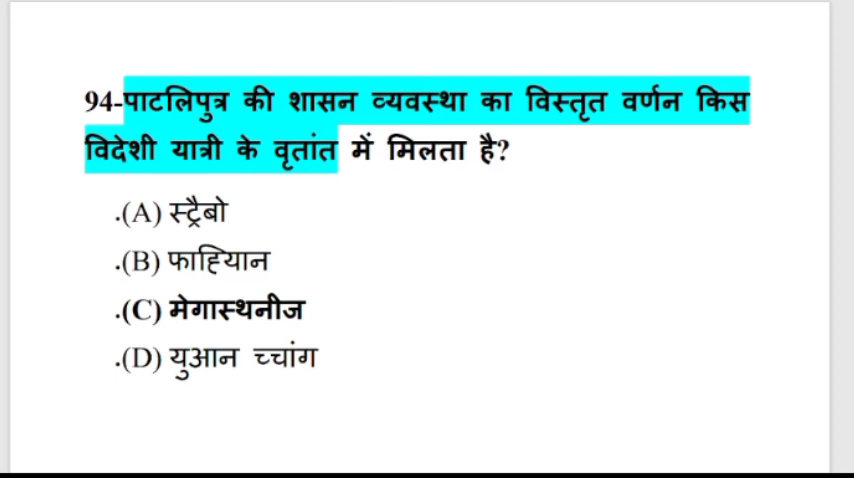 94-पाटलिपुत्र की शासन व्यवस्था का विस्तृत वर्णन किस
विदेशी यात्री के वृतांत में मिलता है?
.(A) स्ट्रैबो
.(B) फाह्यिान
.(C) मेगास्थनीज
.(D) युआन च्चांग